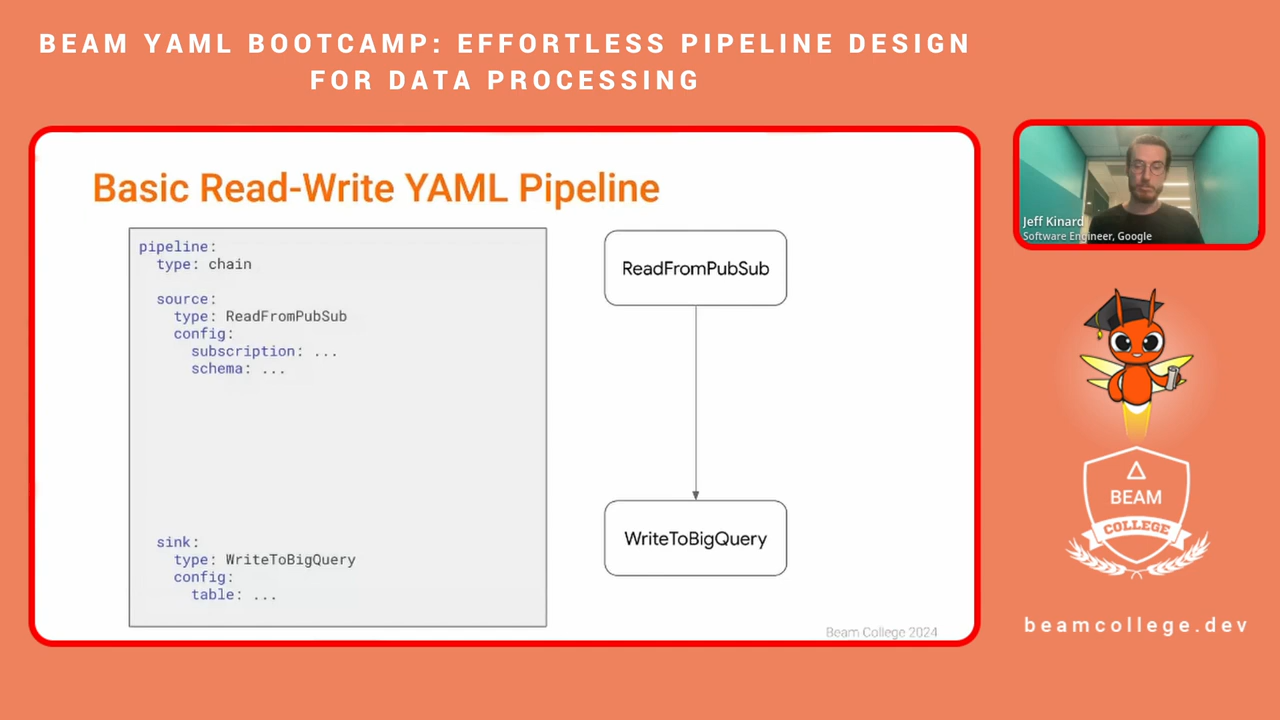 BEAM YAML BOOTCAMP: EFFORTLESS PIPELINE DESIGN
FOR DATA PROCESSING
Basic Read-Write YAML Pipeline
pipeline:
  type: chain
  source:
    type: ReadFromPubSub
    config:
      subscription: ...
      schema: ...
  sink:
    type: WriteToBigQuery
    config:
      table: ...
ReadFromPubSub
WriteToBigQuery
Beam College 2024
Jeff Kinard
Software Engineer, Google
BEAM
COLLEGE
beamcollege.dev